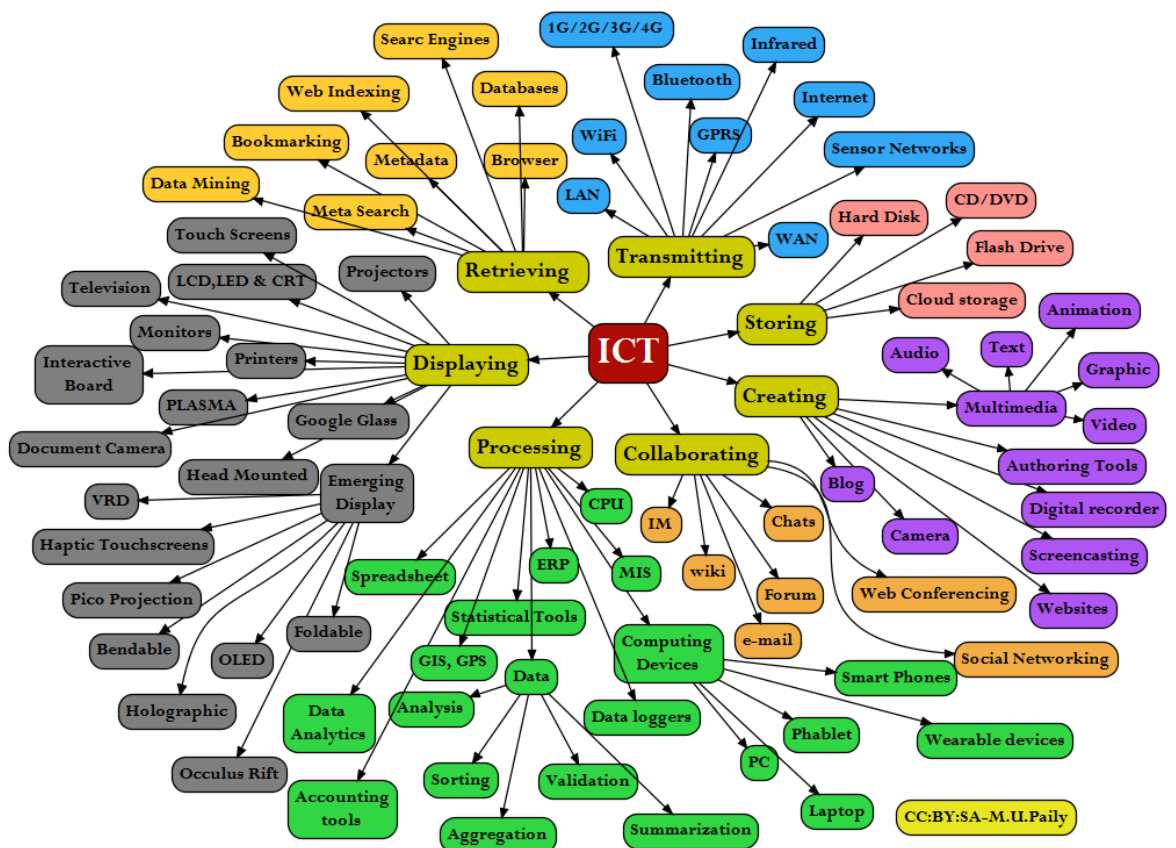 1G/2G/3G/4G
Searc Engines
Infrared
Bluetooth
Web Indexing
Databases
Internet
WiFi
GPRS
Bookmarking
Metadata
Browser
Sensor Networks
Data Mining
LAN
CD/DVD
Meta Search
Hard Disk
Touch Screens
WAN
Flash Drive
Projectors
Retrieving
Transmitting
LCD,LED & CRT
Television
Cloud storage
Animation
Storing
Monitors
ICT
Audio
Text
Interactive
Board
Printers
Displaying
Graphic
Creating
Multimedia
PLASMA
Google Glass
Video
Document Camera
Processing
Collaborating
Head Mounted
Authoring Tools
Emerging
Display
Blog
VRD
CPU
IM
Chats
Digital recorder
Camera
Haptic Touchscreens
Screencasting
ERP
MIS
wiki
Spreadsheet
Pico Projection
Forum
Web Conferencing
Websites
Statistical Tools
Foldable
Bendable
e-mail
Computing
Devices
OLED
GIS, GPS
Social Networking
Data
Smart Phones
Holographic
Analysis
Data
Analytics
Data loggers
Phablet
Wearable devices
PC
Occulus Rift
Sorting
Validation
Accounting
tools
Laptop
CC:BY:SA-M.U.Paily
Aggregation
Summarization